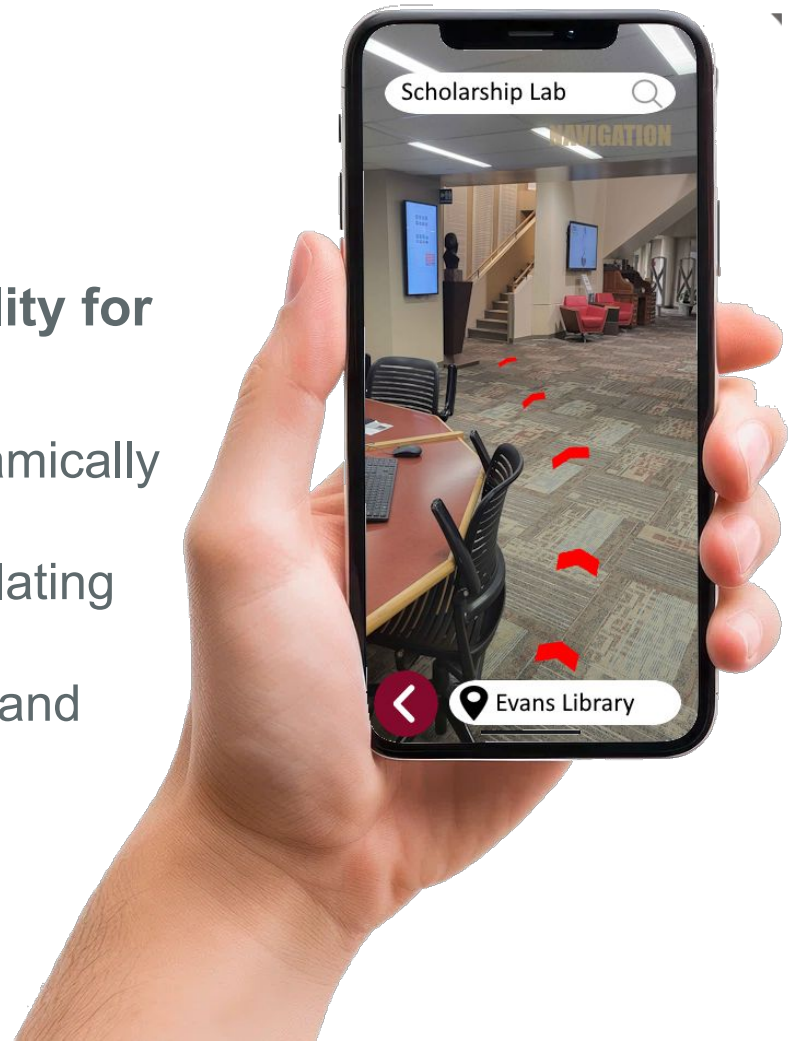 Scholarship Lab
NAVIGATION
lity for
amically
lating
and
Evans Library